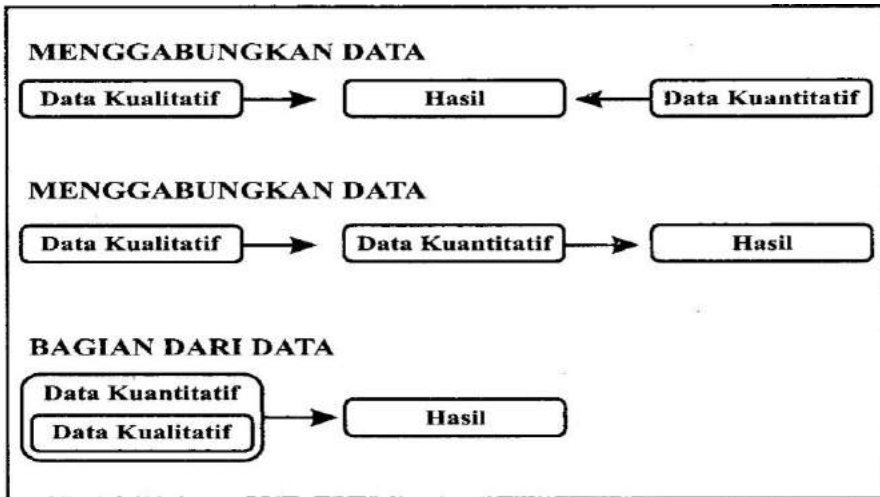 MENGGABUNGKAN DATA
Data Kualitatif Hasil Data Kuantitatif
MENGGABUNGKAN DATA
Data Kualitatif Data Kuantitatif Hasil
BAGIAN DARI DATA
Data Kuantitatif
Data Kualitatif Hasil